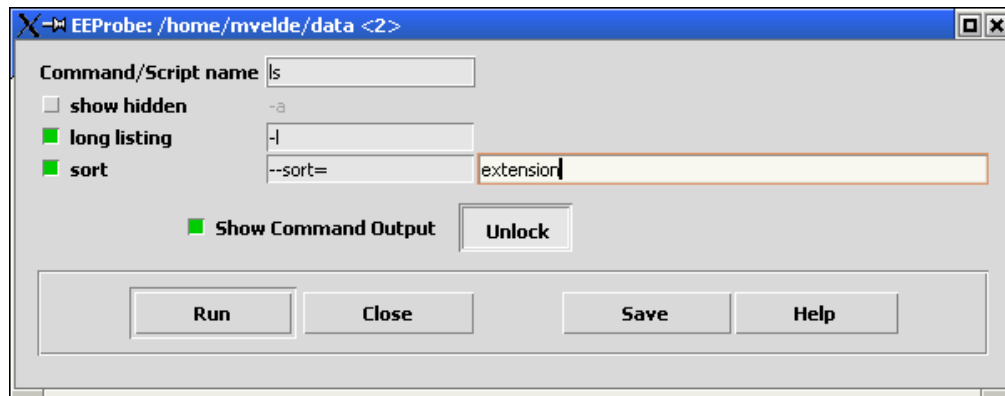 EEProbe: /home/mvelde/data <2>
Command/Script name ls
show hidden -a
long listing -l
sort --sort= extension
Show Command Output Unlock
Run Close Save Help